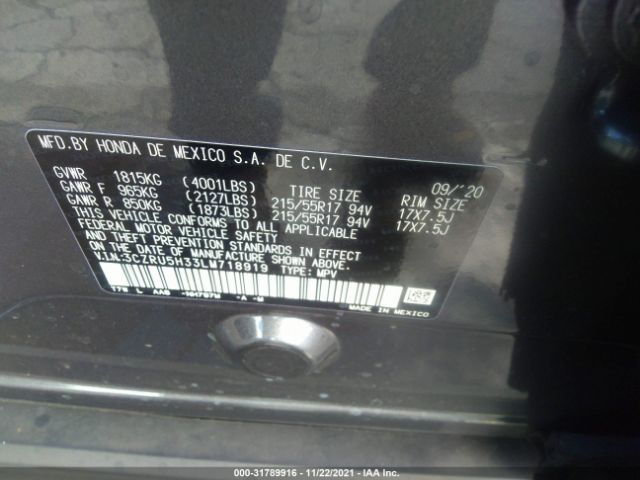 MFD.BY HONDA DE MEXICO S.A. DE C.V. 09/'20
GVWR 1815KG (4001LBS) TIRE SIZE RIM SIZE
GAWR F 965KG (2127LBS) 215/55R17 94V 17X7.5J
GAWR R 850KG (1873LBS) 215/55R17 94V 17X7.5J
THIS VEHICLE CONFORMS TO ALL APPLICABLE
FEDERAL MOTOR VEHICLE SAFETY
AND THEFT PREVENTION STANDARDS IN EFFECT
ON THE DATE OF MANUFACTURE SHOWN ABOVE.
V.I.N:3CZRU5H33LM718919 TYPE: MPV
MADE IN MEXICO
000-31789916 - 11/22/2021 - IAA Inc.